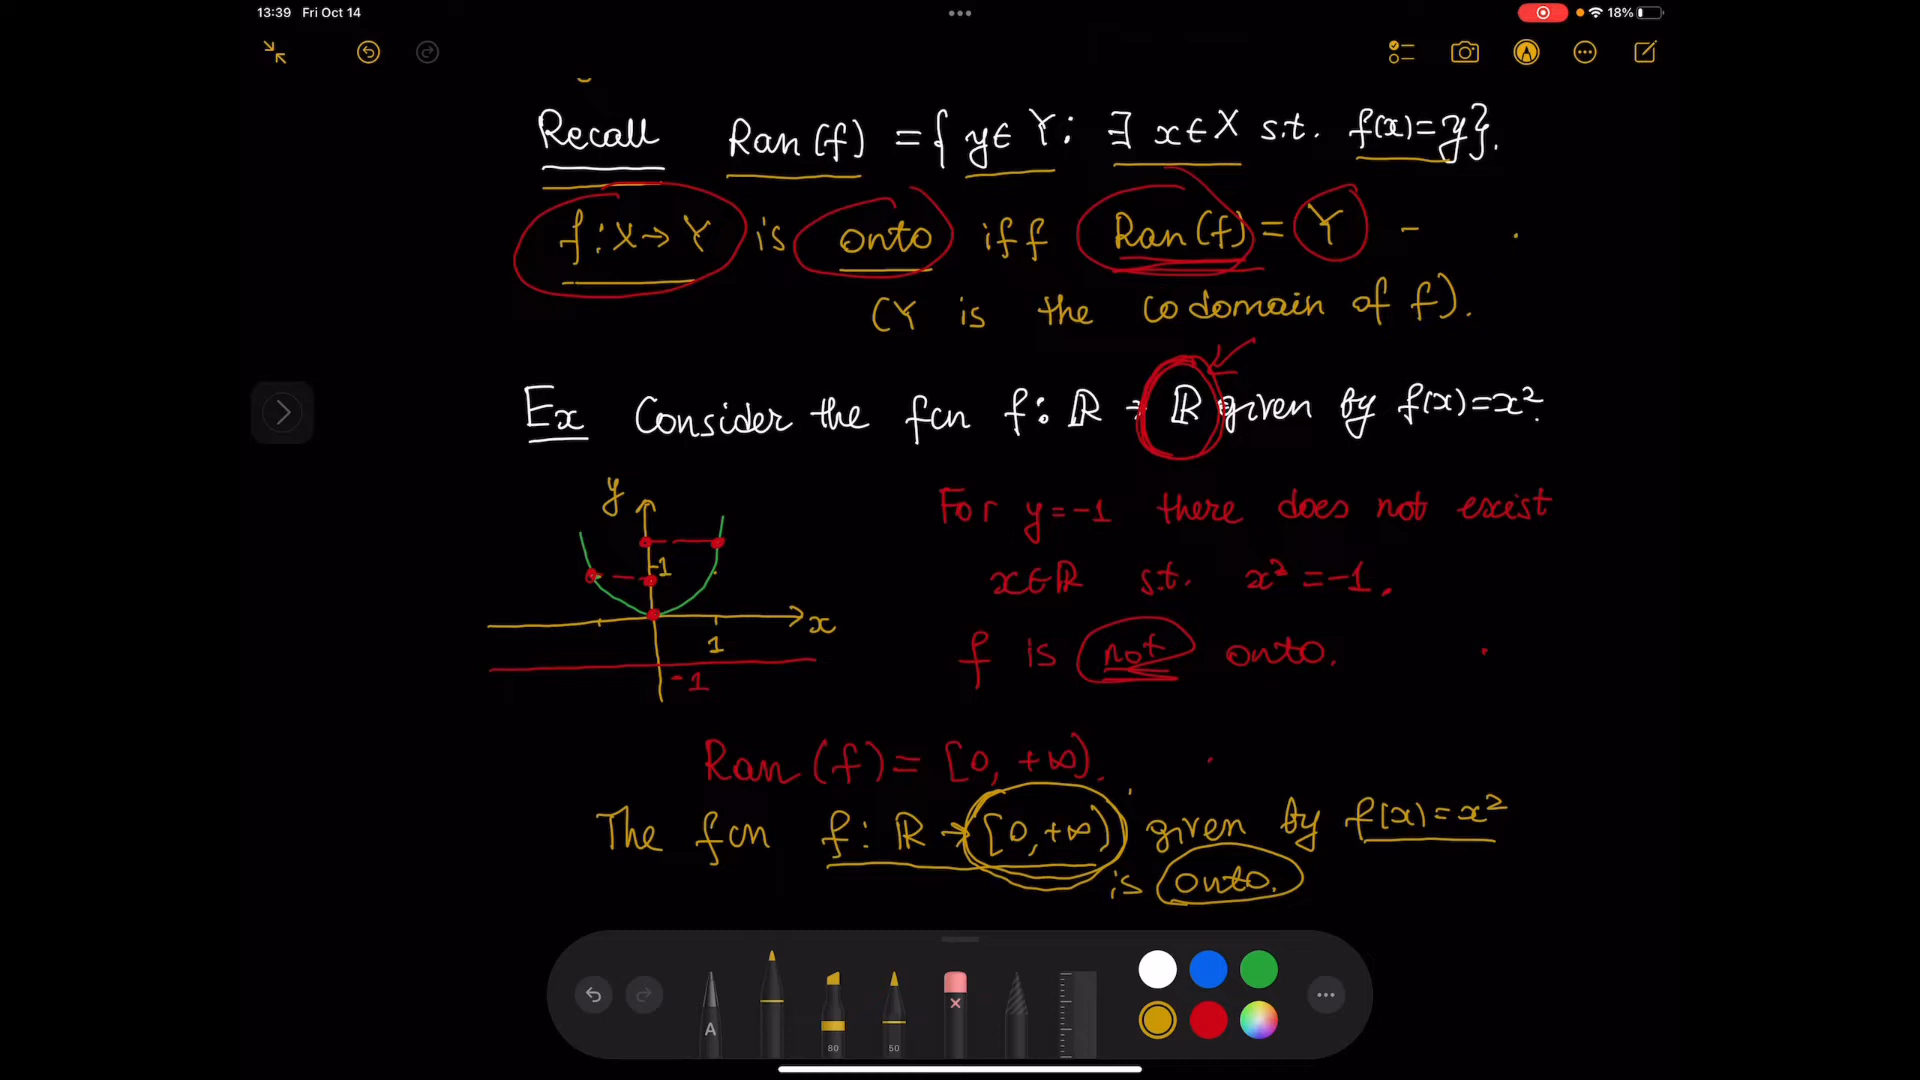 13:39 Fri Oct 14
18%
Recall Ran (f) = { y ∈ Y : ∃ x ∈ X s.t. f(x) = y }.
f : X → Y is onto iff Ran (f) = Y
(Y is the codomain of f).
Ex Consider the fcn f : ℝ → ℝ given by f(x) = x².
y
1
x
1
-1
For y = -1 there does not exist
x ∈ ℝ s.t. x² = -1.
f is not onto.
Ran (f) = [0, +∞).
The fcn f : ℝ → [0, +∞) given by f(x) = x²
is onto.
A
80
50